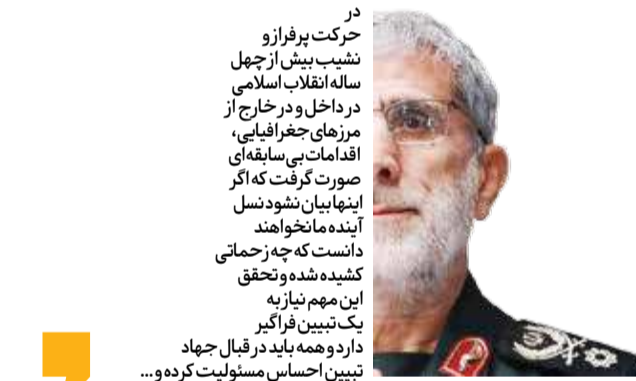 در
حرکت پرفراز و
نشیب بیش از چهل
ساله انقلاب اسلامی
در داخل و در خارج از
مرزهای جغرافیایی،
اقدامات بی‌سابقه‌ای
صورت گرفت که اگر
اینها بیان نشود نسل
آینده ما نخواهند
دانست که چه زحماتی
کشیده شده و تحقق
این مهم نیاز به
یک تبیین فراگیر
دارد و همه باید در قبال جهاد
تبیین احساس مسئولیت کرده و...